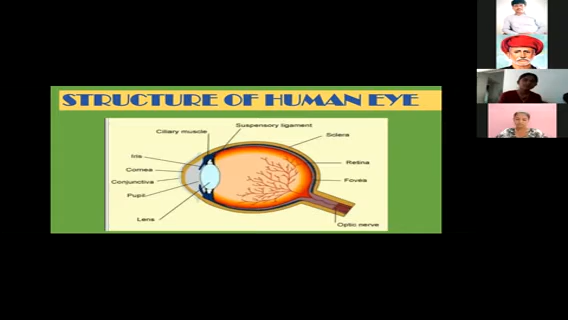 STRUCTURE OF HUMAN EYE
Suspensory ligament
Ciliary muscle
Sclera
Iris
Cornea
Conjunctiva
Pupil
Lens
Retina
Fovea
Optic nerve